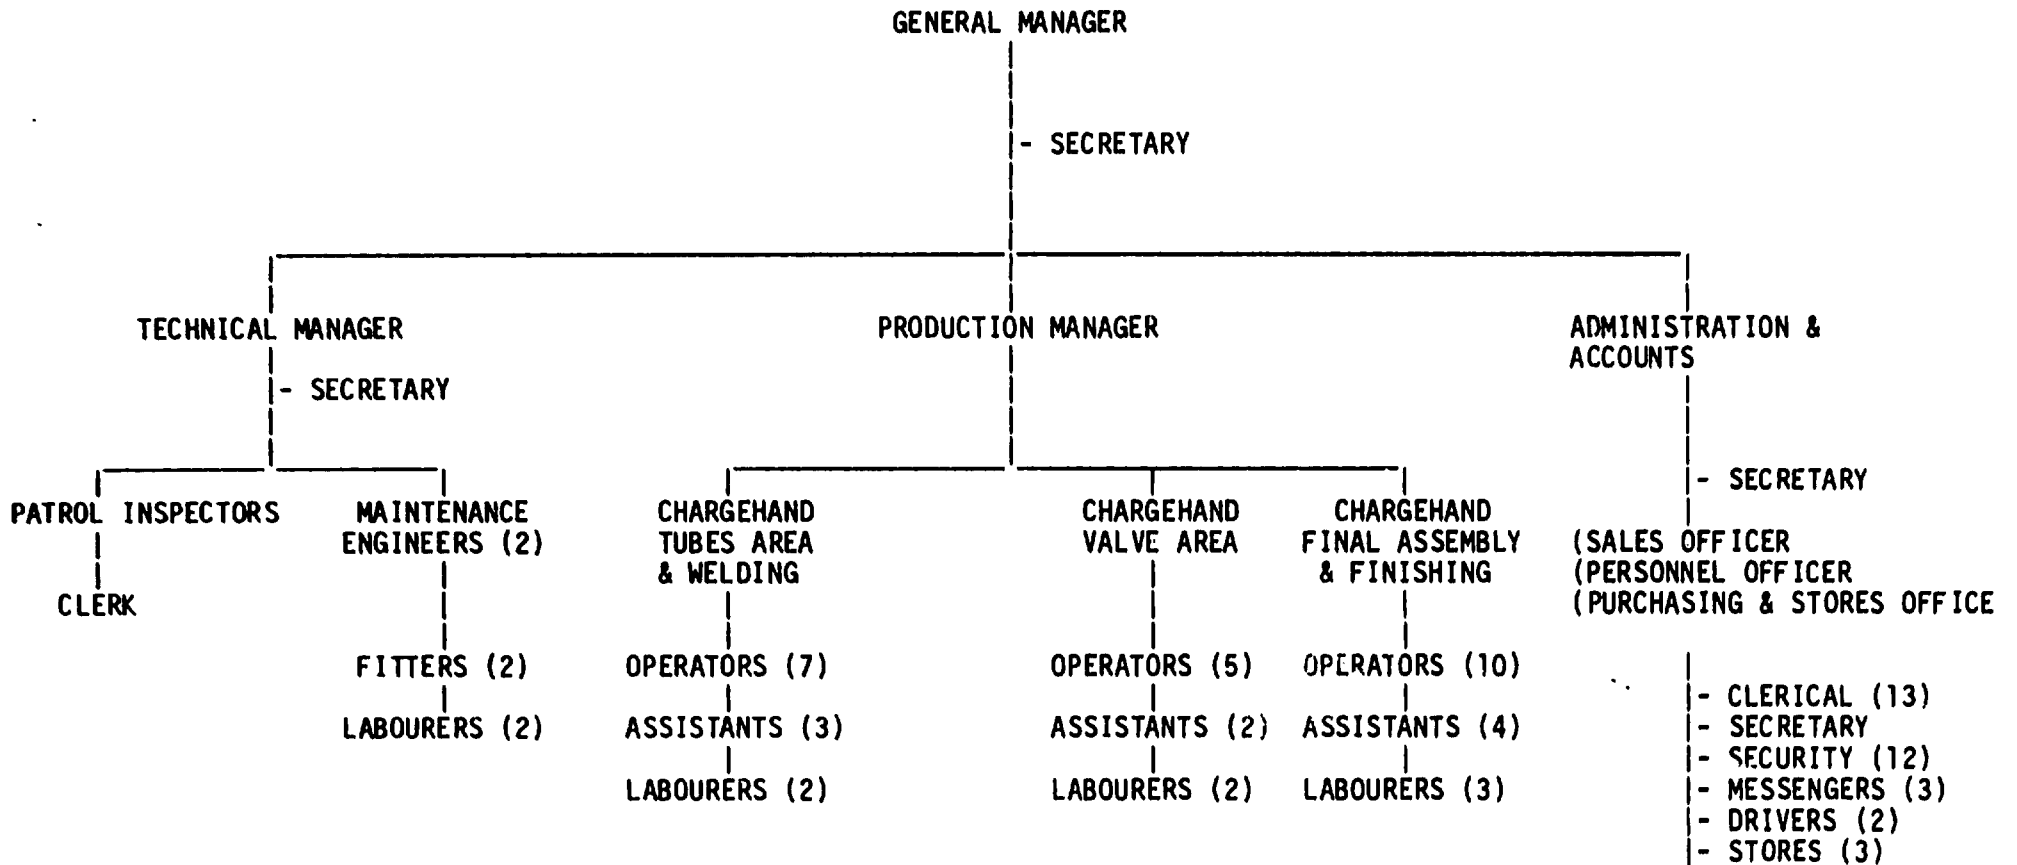 GENERAL MANAGER
- SECRETARY
TECHNICAL MANAGER
PRODUCTION MANAGER
ADMINISTRATION &
ACCOUNTS
- SECRETARY
- SECRETARY
PATROL INSPECTORS
CLERK
MAINTENANCE
ENGINEERS (2)
FITTERS (2)
LABOURERS (2)
CHARGEHAND
TUBES AREA
& WELDING
OPERATORS (7)
ASSISTANTS (3)
LABOURERS (2)
CHARGEHAND
VALVE AREA
OPERATORS (5)
ASSISTANTS (2)
LABOURERS (2)
CHARGEHAND
FINAL ASSEMBLY
& FINISHING
OPERATORS (10)
ASSISTANTS (4)
LABOURERS (3)
(SALES OFFICER
(PERSONNEL OFFICER
(PURCHASING & STORES OFFICE
- CLERICAL (13)
- SECRETARY
- SECURITY (12)
- MESSENGERS (3)
- DRIVERS (2)
- STORES (3)